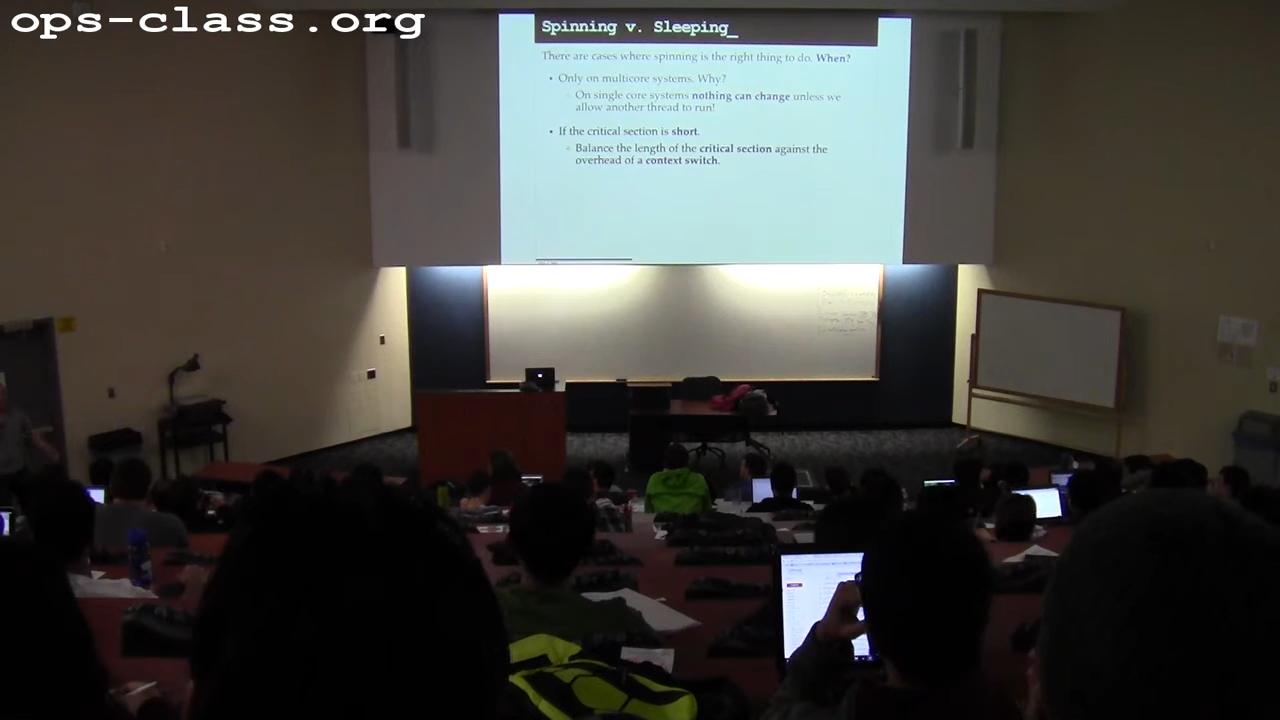 ops-class.org
Spinning v. Sleeping_
There are cases where spinning is the right thing to do. When?
• Only on multicore systems. Why?
On single core systems nothing can change unless we
allow another thread to run!
• If the critical section is short.
Balance the length of the critical section against the
overhead of a context switch.